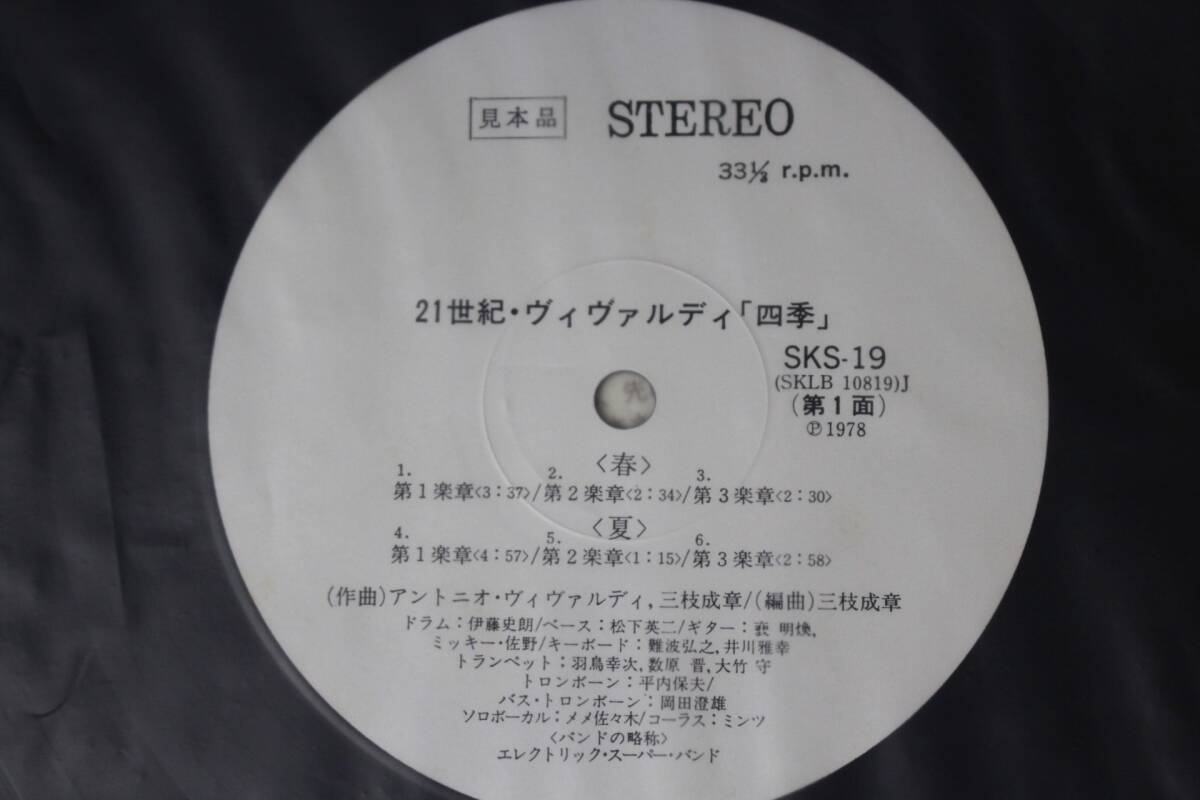 見本品 STEREO
33⅓ r.p.m.
21世紀・ヴィヴァルディ「四季」
SKS-19
(SKLB 10819)J
(第1面)
℗1978
〈春〉
1. 2. 3.
第1楽章〈3:37〉/第2楽章〈2:34〉/第3楽章〈2:30〉
〈夏〉
4. 5. 6.
第1楽章〈4:57〉/第2楽章〈1:15〉/第3楽章〈2:58〉
(作曲)アントニオ・ヴィヴァルディ,三枝成章/(編曲)三枝成章
ドラム:伊藤史朗/ベース:松下英二/ギター: 明煥,
ミッキー・佐野/キーボード:難波弘之,井川雅幸
トランペット:羽鳥幸次,数原 晋,大竹 守
トロンボーン:平内保夫/
バス・トロンボーン:岡田澄雄
ソロボーカル:メメ佐々木/コーラス:ミンツ
〈バンドの略称〉
エレクトリック・スーパー・バンド